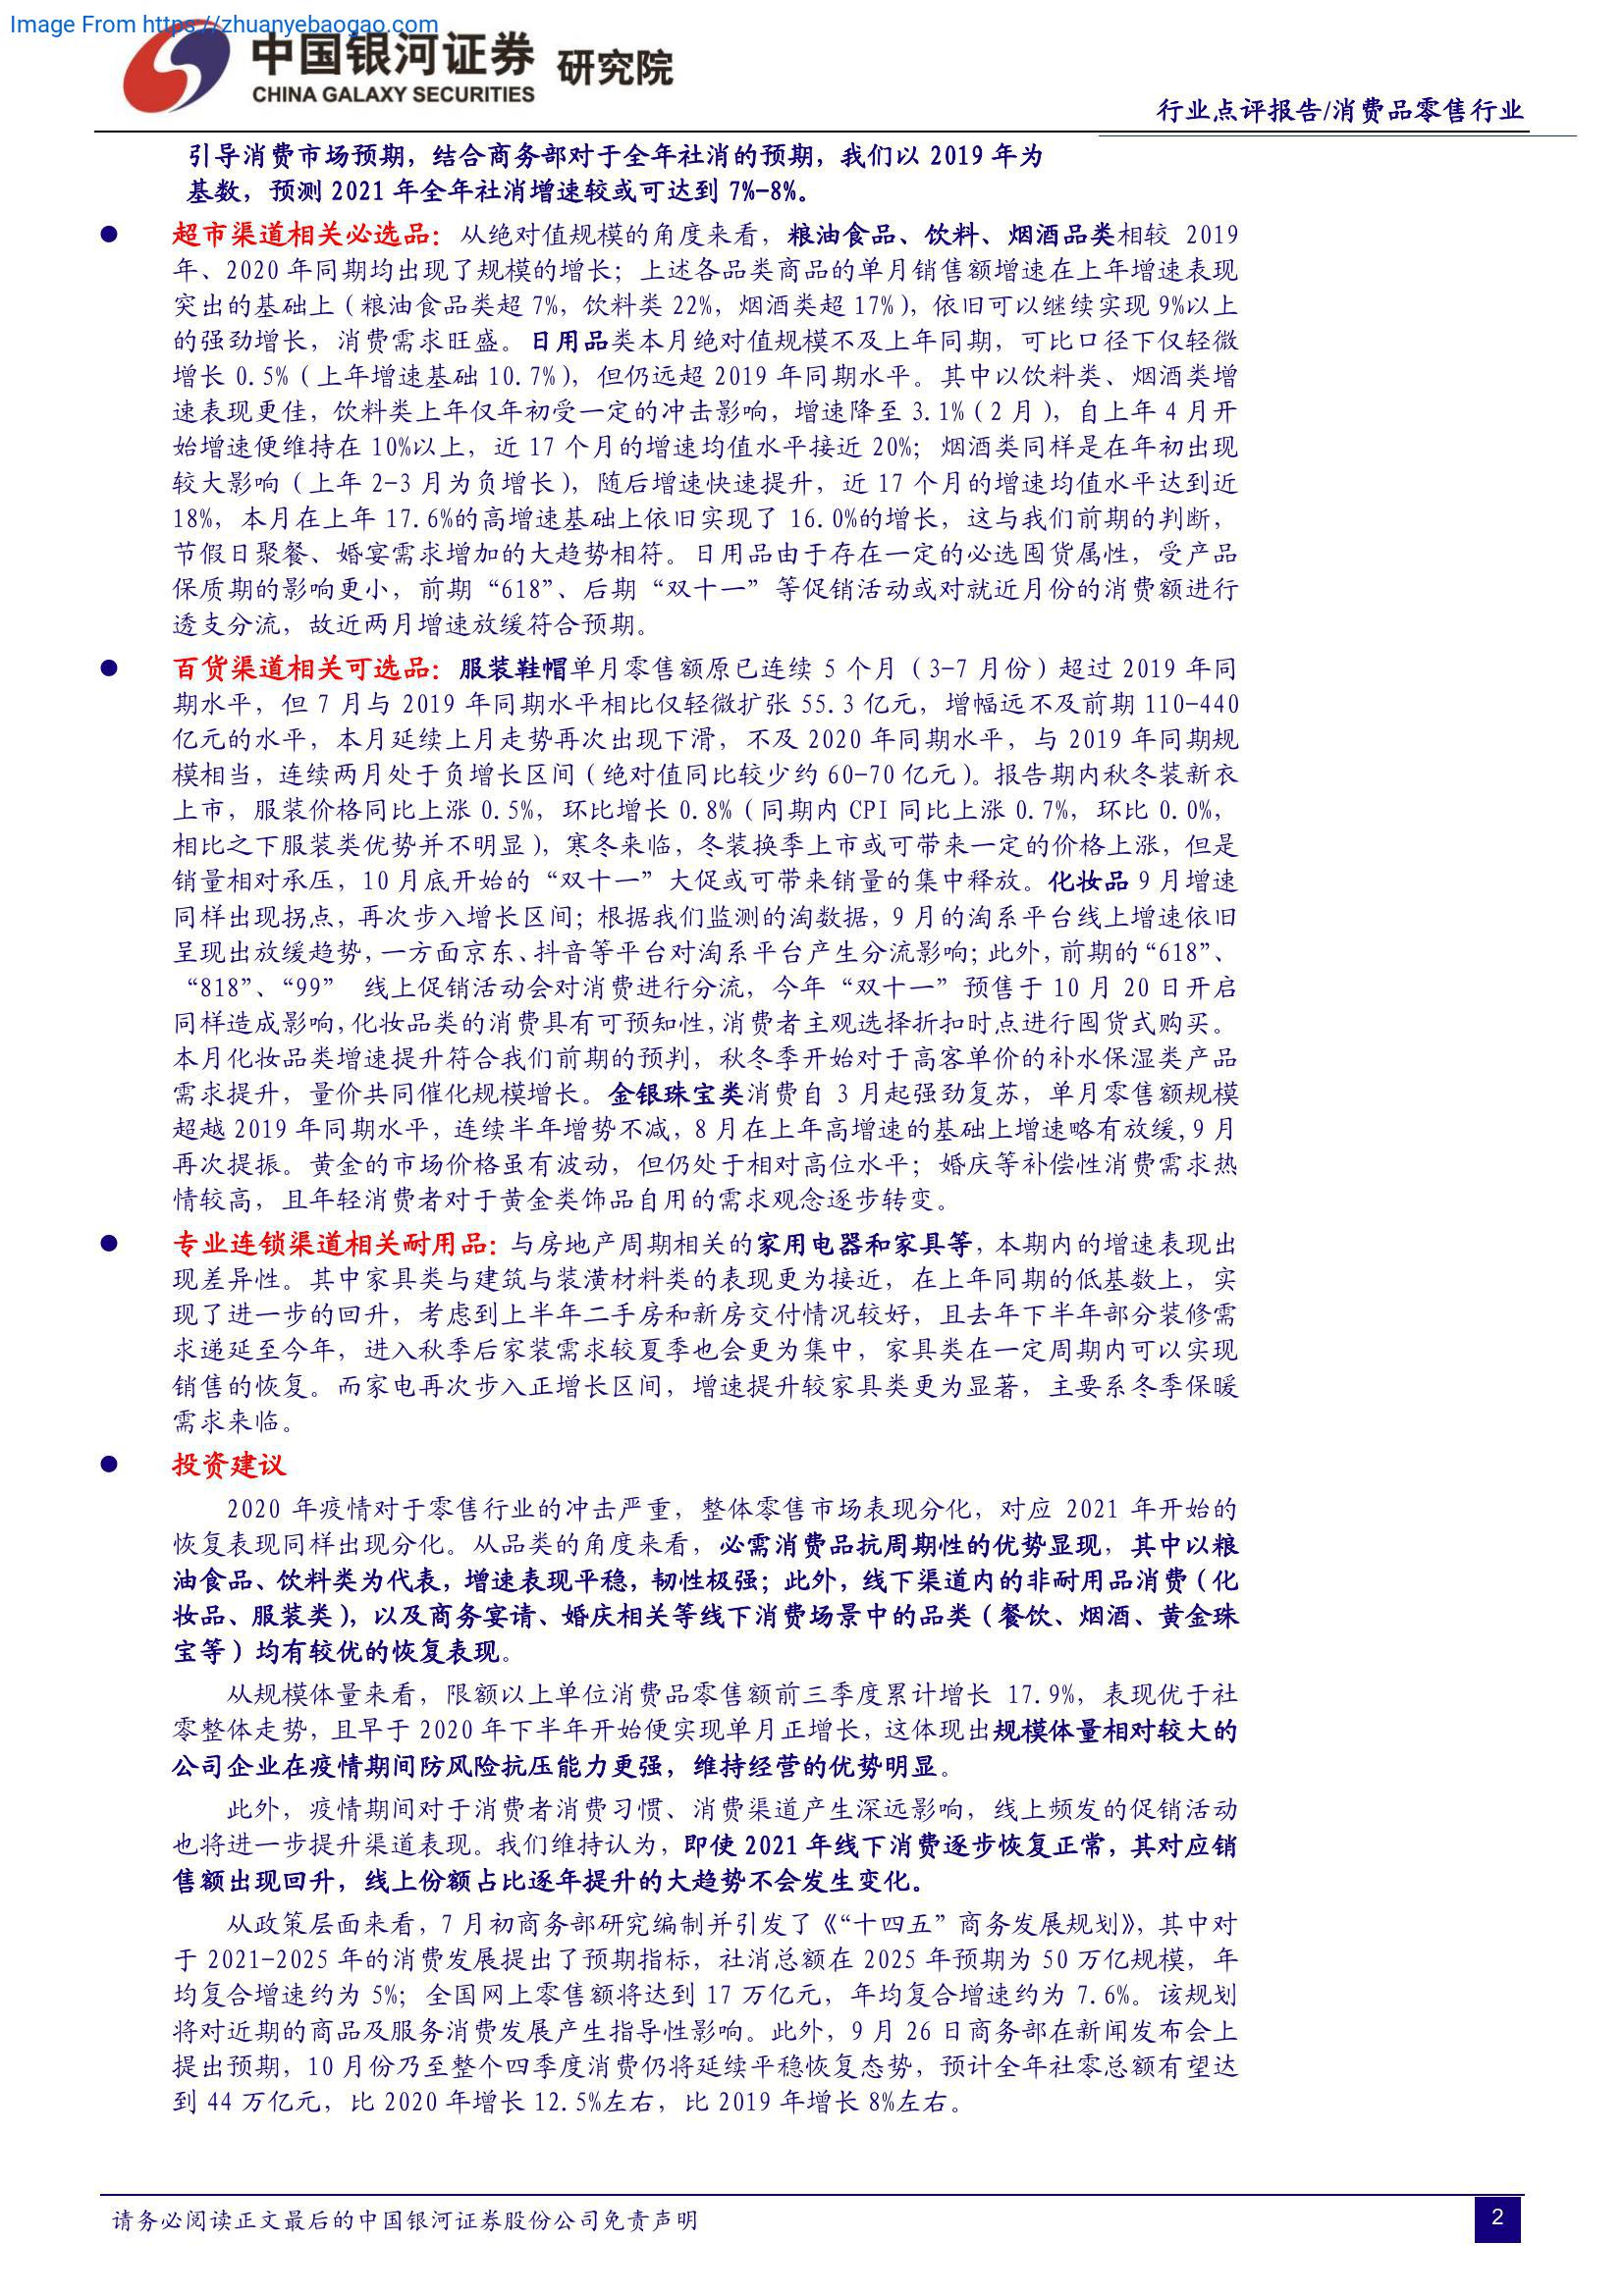 Image From https://zhuanyebaogao.com
中国银河证券 研究院
CHINA GALAXY SECURITIES
行业点评报告/消费品零售行业
引导消费市场预期，结合商务部对于全年社消的预期，我们以 2019 年为
基数，预测 2021 年全年社消增速较或可达到 7%-8%。
● 超市渠道相关必选品：从绝对值规模的角度来看，粮油食品、饮料、烟酒品类相较 2019
年、2020 年同期均出现了规模的增长；上述各品类商品的单月销售额增速在上年增速表现
突出的基础上（粮油食品类超 7%，饮料类 22%，烟酒类超 17%），依旧可以继续实现 9%以上
的强劲增长，消费需求旺盛。日用品类本月绝对值规模不及上年同期，可比口径下仅轻微
增长 0.5%（上年增速基础 10.7%），但仍远超 2019 年同期水平。其中以饮料类、烟酒类增
速表现更佳，饮料类上年仅年初受一定的冲击影响，增速降至 3.1%（2 月），自上年 4 月开
始增速便维持在 10%以上，近 17 个月的增速均值水平接近 20%；烟酒类同样是在年初出现
较大影响（上年 2-3 月为负增长），随后增速快速提升，近 17 个月的增速均值水平达到近
18%，本月在上年 17.6%的高增速基础上依旧实现了 16.0%的增长，这与我们前期的判断，
节假日聚餐、婚宴需求增加的大趋势相符。日用品由于存在一定的必选囤货属性，受产品
保质期的影响更小，前期“618”、后期“双十一”等促销活动或对就近月份的消费额进行
透支分流，故近两月增速放缓符合预期。
● 百货渠道相关可选品：服装鞋帽单月零售额原已连续 5 个月（3-7 月份）超过 2019 年同
期水平，但 7 月与 2019 年同期水平相比仅轻微扩张 55.3 亿元，增幅远不及前期 110-440
亿元的水平，本月延续上月走势再次出现下滑，不及 2020 年同期水平，与 2019 年同期规
模相当，连续两月处于负增长区间（绝对值同比较少约 60-70 亿元）。报告期内秋冬装新衣
上市，服装价格同比上涨 0.5%，环比增长 0.8%（同期内 CPI 同比上涨 0.7%，环比 0.0%，
相比之下服装类优势并不明显），寒冬来临，冬装换季上市或可带来一定的价格上涨，但是
销量相对承压，10 月底开始的“双十一”大促或可带来销量的集中释放。化妆品 9 月增速
同样出现拐点，再次步入增长区间；根据我们监测的淘数据，9 月的淘系平台线上增速依旧
呈现出放缓趋势，一方面京东、抖音等平台对淘系平台产生分流影响；此外，前期的“618”、
“818”、“99” 线上促销活动会对消费进行分流，今年“双十一”预售于 10 月 20 日开启
同样造成影响，化妆品类的消费具有可预知性，消费者主观选择折扣时点进行囤货式购买。
本月化妆品类增速提升符合我们前期的预判，秋冬季开始对于高客单价的补水保湿类产品
需求提升，量价共同催化规模增长。金银珠宝类消费自 3 月起强劲复苏，单月零售额规模
超越 2019 年同期水平，连续半年增势不减，8 月在上年高增速的基础上增速略有放缓，9 月
再次提振。黄金的市场价格虽有波动，但仍处于相对高位水平；婚庆等补偿性消费需求热
情较高，且年轻消费者对于黄金类饰品自用的需求观念逐步转变。
● 专业连锁渠道相关耐用品：与房地产周期相关的家用电器和家具等，本期内的增速表现出
现差异性。其中家具类与建筑与装潢材料类的表现更为接近，在上年同期的低基数上，实
现了进一步的回升，考虑到上半年二手房和新房交付情况较好，且去年下半年部分装修需
求递延至今年，进入秋季后家装需求较夏季也会更为集中，家具类在一定周期内可以实现
销售的恢复。而家电再次步入正增长区间，增速提升较家具类更为显著，主要系冬季保暖
需求来临。
● 投资建议
2020 年疫情对于零售行业的冲击严重，整体零售市场表现分化，对应 2021 年开始的
恢复表现同样出现分化。从品类的角度来看，必需消费品抗周期性的优势显现，其中以粮
油食品、饮料类为代表，增速表现平稳，韧性极强；此外，线下渠道内的非耐用品消费（化
妆品、服装类），以及商务宴请、婚庆相关等线下消费场景中的品类（餐饮、烟酒、黄金珠
宝等）均有较优的恢复表现。
从规模体量来看，限额以上单位消费品零售额前三季度累计增长 17.9%，表现优于社
零整体走势，且早于 2020 年下半年开始便实现单月正增长，这体现出规模体量相对较大的
公司企业在疫情期间防风险抗压能力更强，维持经营的优势明显。
此外，疫情期间对于消费者消费习惯、消费渠道产生深远影响，线上频发的促销活动
也将进一步提升渠道表现。我们维持认为，即使 2021 年线下消费逐步恢复正常，其对应销
售额出现回升，线上份额占比逐年提升的大趋势不会发生变化。
从政策层面来看，7 月初商务部研究编制并引发了《“十四五”商务发展规划》，其中对
于 2021-2025 年的消费发展提出了预期指标，社消总额在 2025 年预期为 50 万亿规模，年
均复合增速约为 5%；全国网上零售额将达到 17 万亿元，年均复合增速约为 7.6%。该规划
将对近期的商品及服务消费发展产生指导性影响。此外，9 月 26 日商务部在新闻发布会上
提出预期，10 月份乃至整个四季度消费仍将延续平稳恢复态势，预计全年社零总额有望达
到 44 万亿元，比 2020 年增长 12.5%左右，比 2019 年增长 8%左右。
请务必阅读正文最后的中国银河证券股份公司免责声明
2